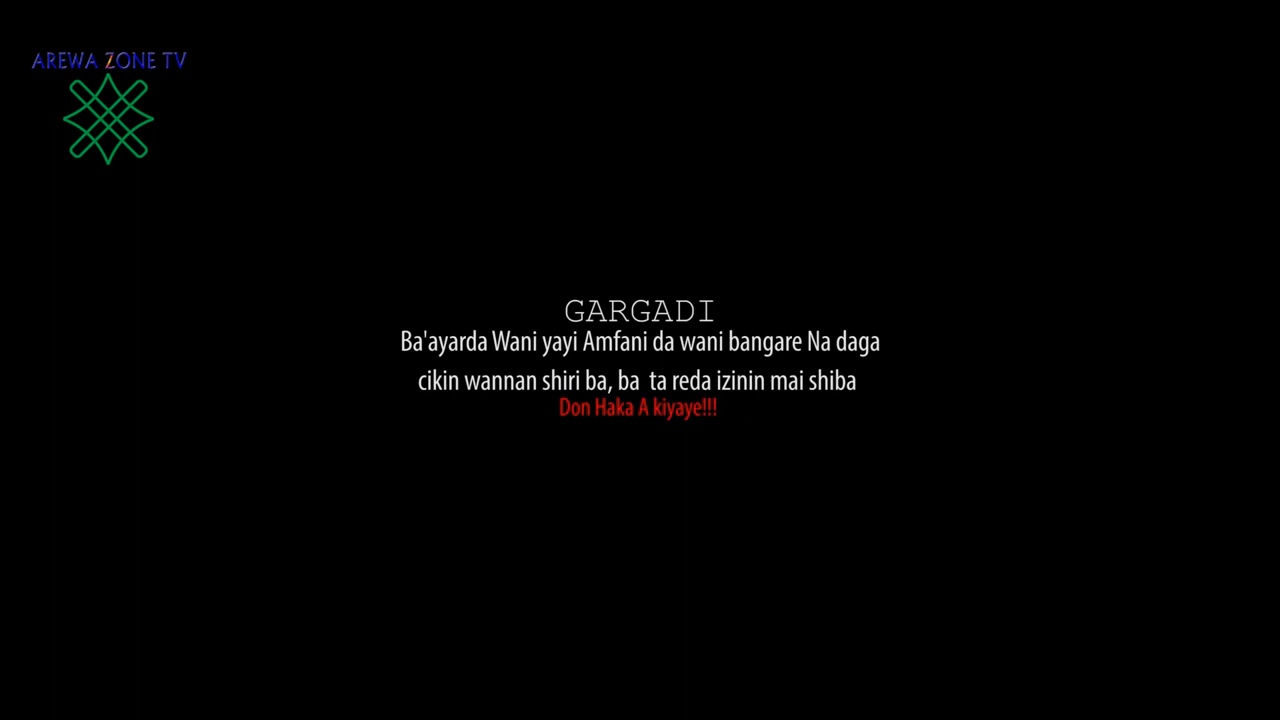 AREWA ZONE TV
GARGADI
Ba'ayarda Wani yayi Amfani da wani bangare Na daga
cikin wannan shiri ba, ba ta reda izinin mai shiba
Don Haka A kiyaye!!!